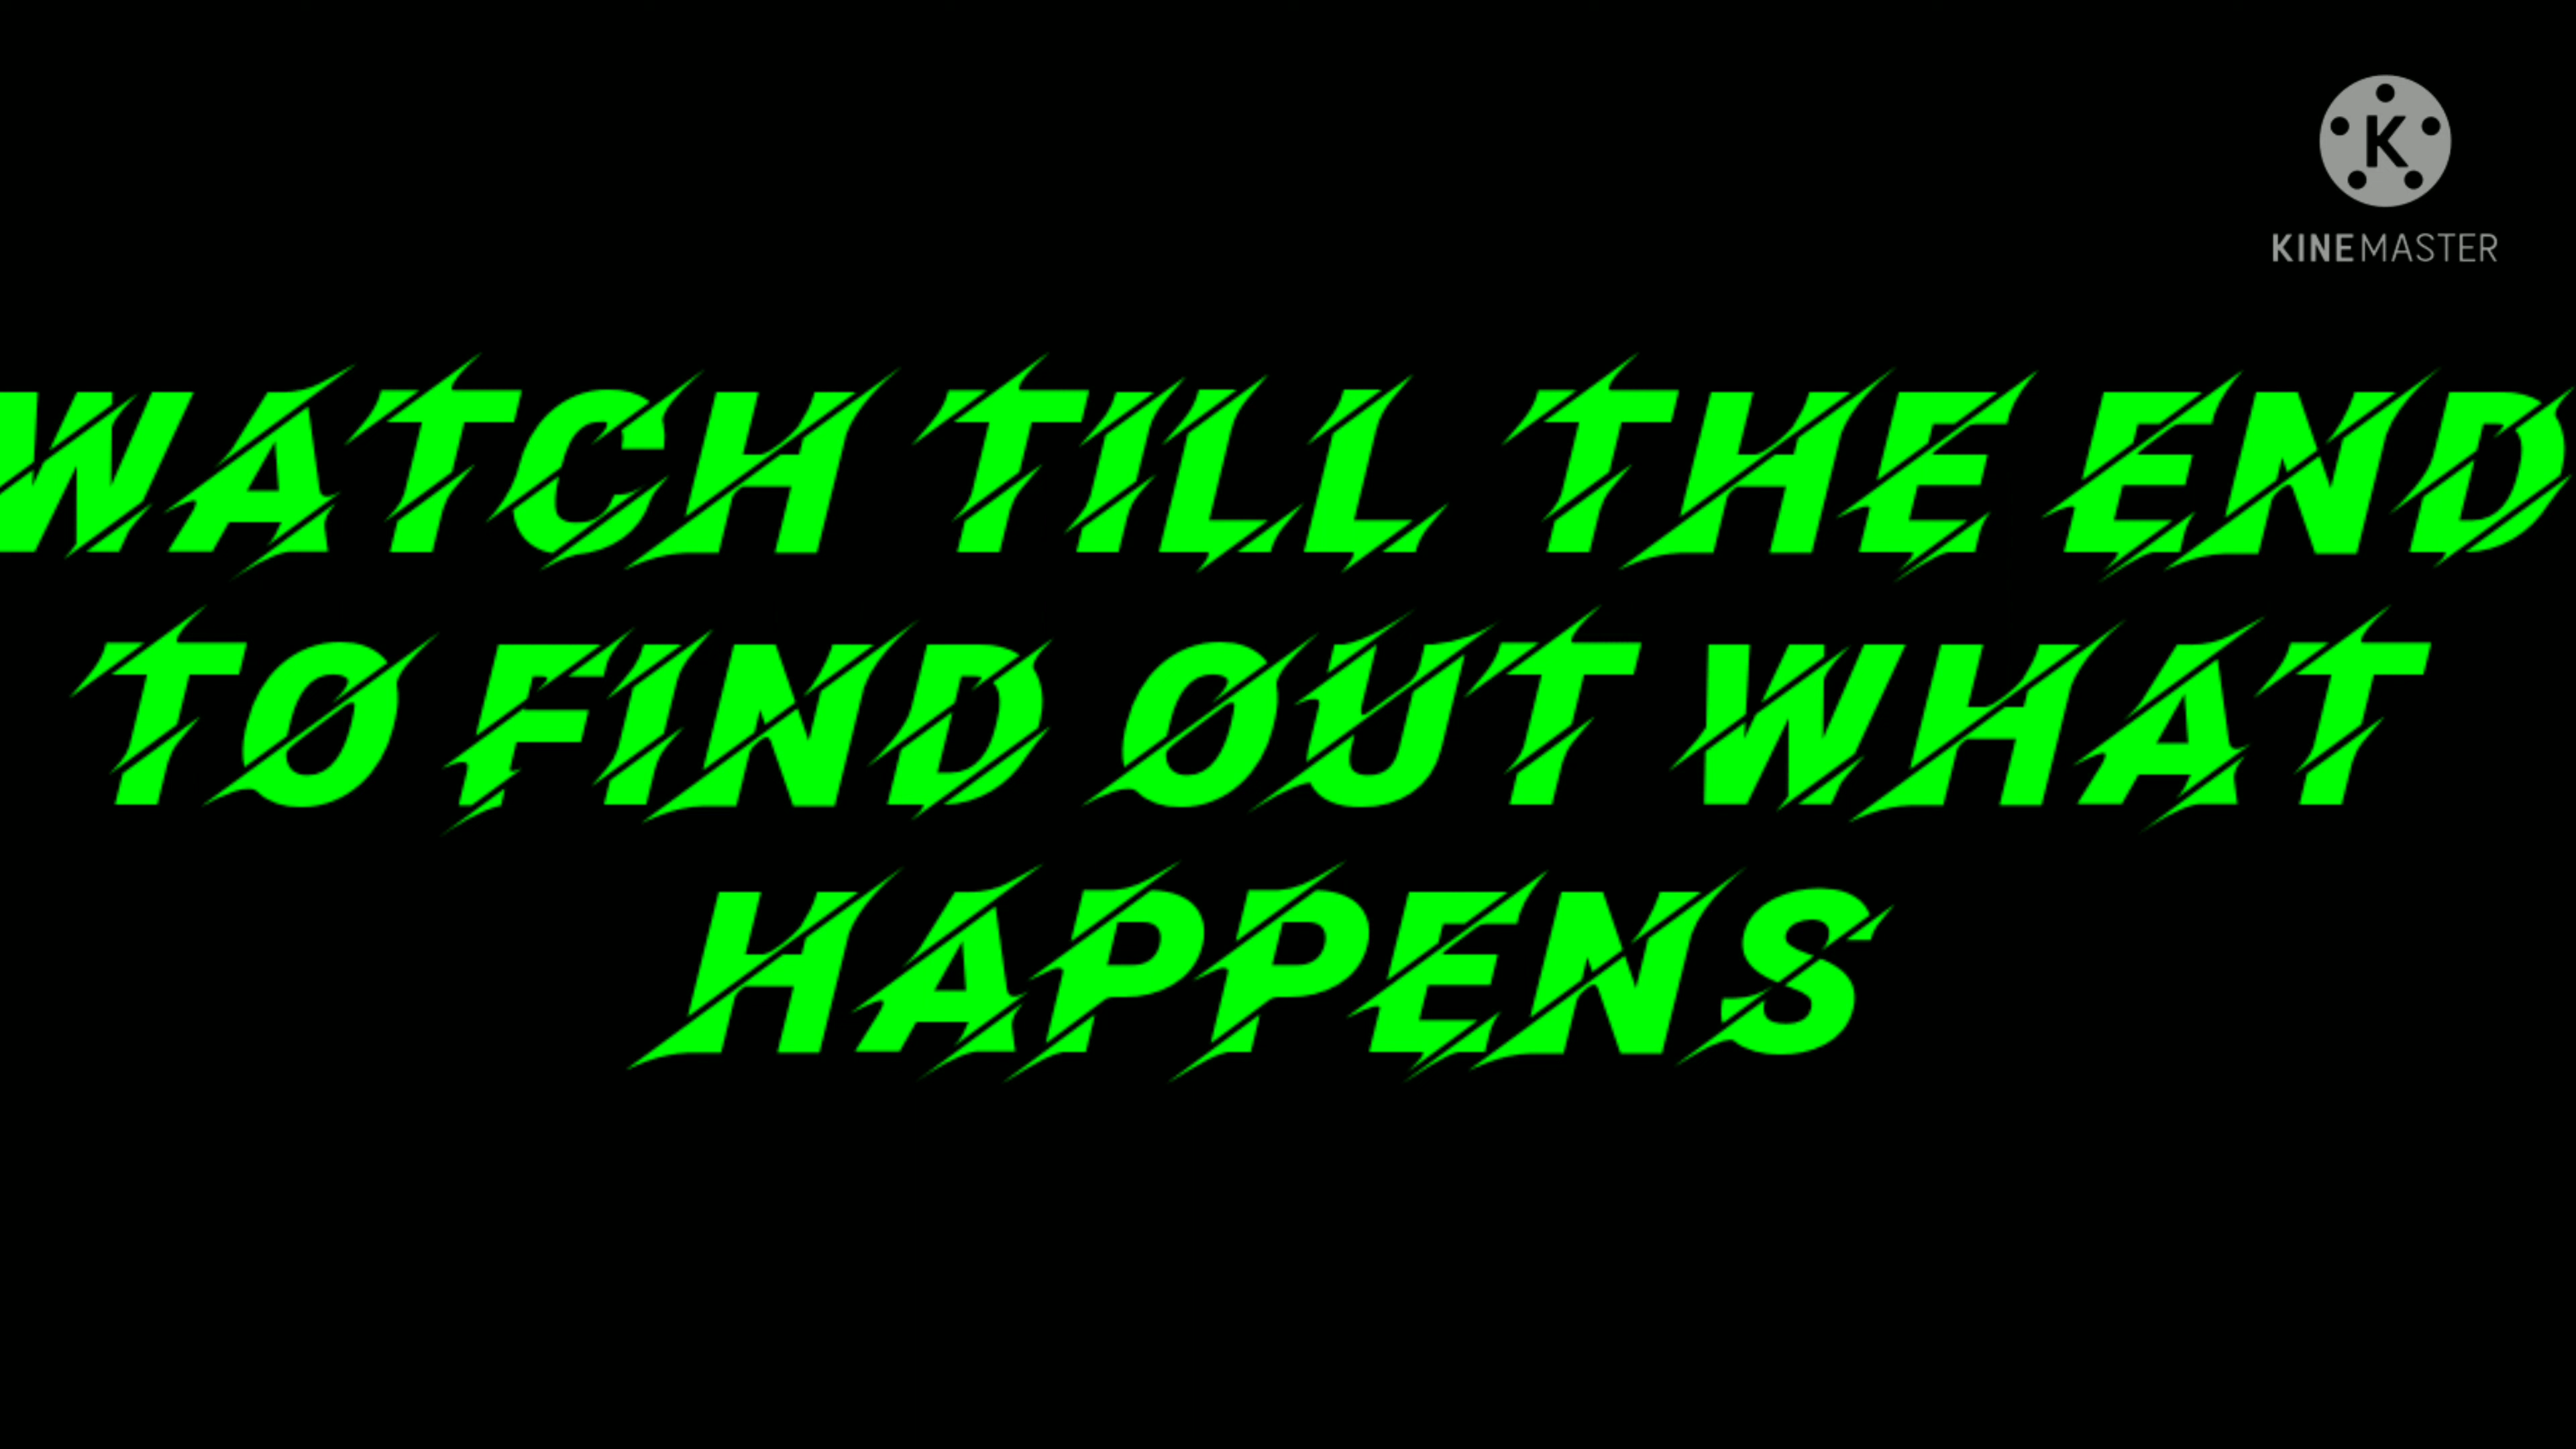 K
KINEMASTER
WATCH TILL THE END
TO FIND OUT WHAT
HAPPENS